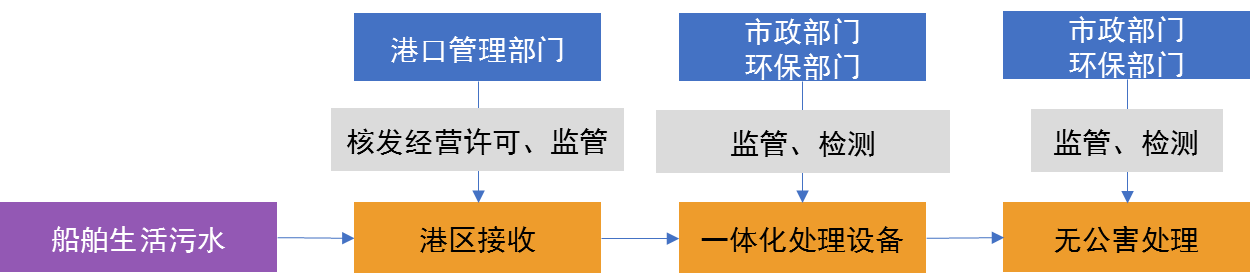 港口管理部门
市政部门
环保部门
市政部门
环保部门
核发经营许可、监管
监管、检测
监管、检测
船舶生活污水
港区接收
一体化处理设备
无公害处理